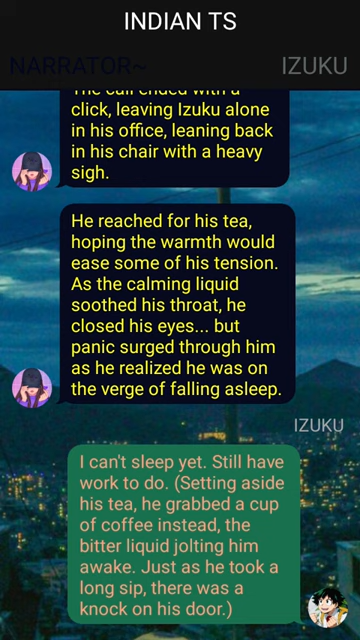 INDIAN TS
NARRATOR~ IZUKU
The call ended with a
click, leaving Izuku alone
in his office, leaning back
in his chair with a heavy
sigh.
He reached for his tea,
hoping the warmth would
ease some of his tension.
As the calming liquid
soothed his throat, he
closed his eyes... but
panic surged through him
as he realized he was on
the verge of falling asleep.
IZUKU
I can't sleep yet. Still have
work to do. (Setting aside
his tea, he grabbed a cup
of coffee instead, the
bitter liquid jolting him
awake. Just as he took a
long sip, there was a
knock on his door.)